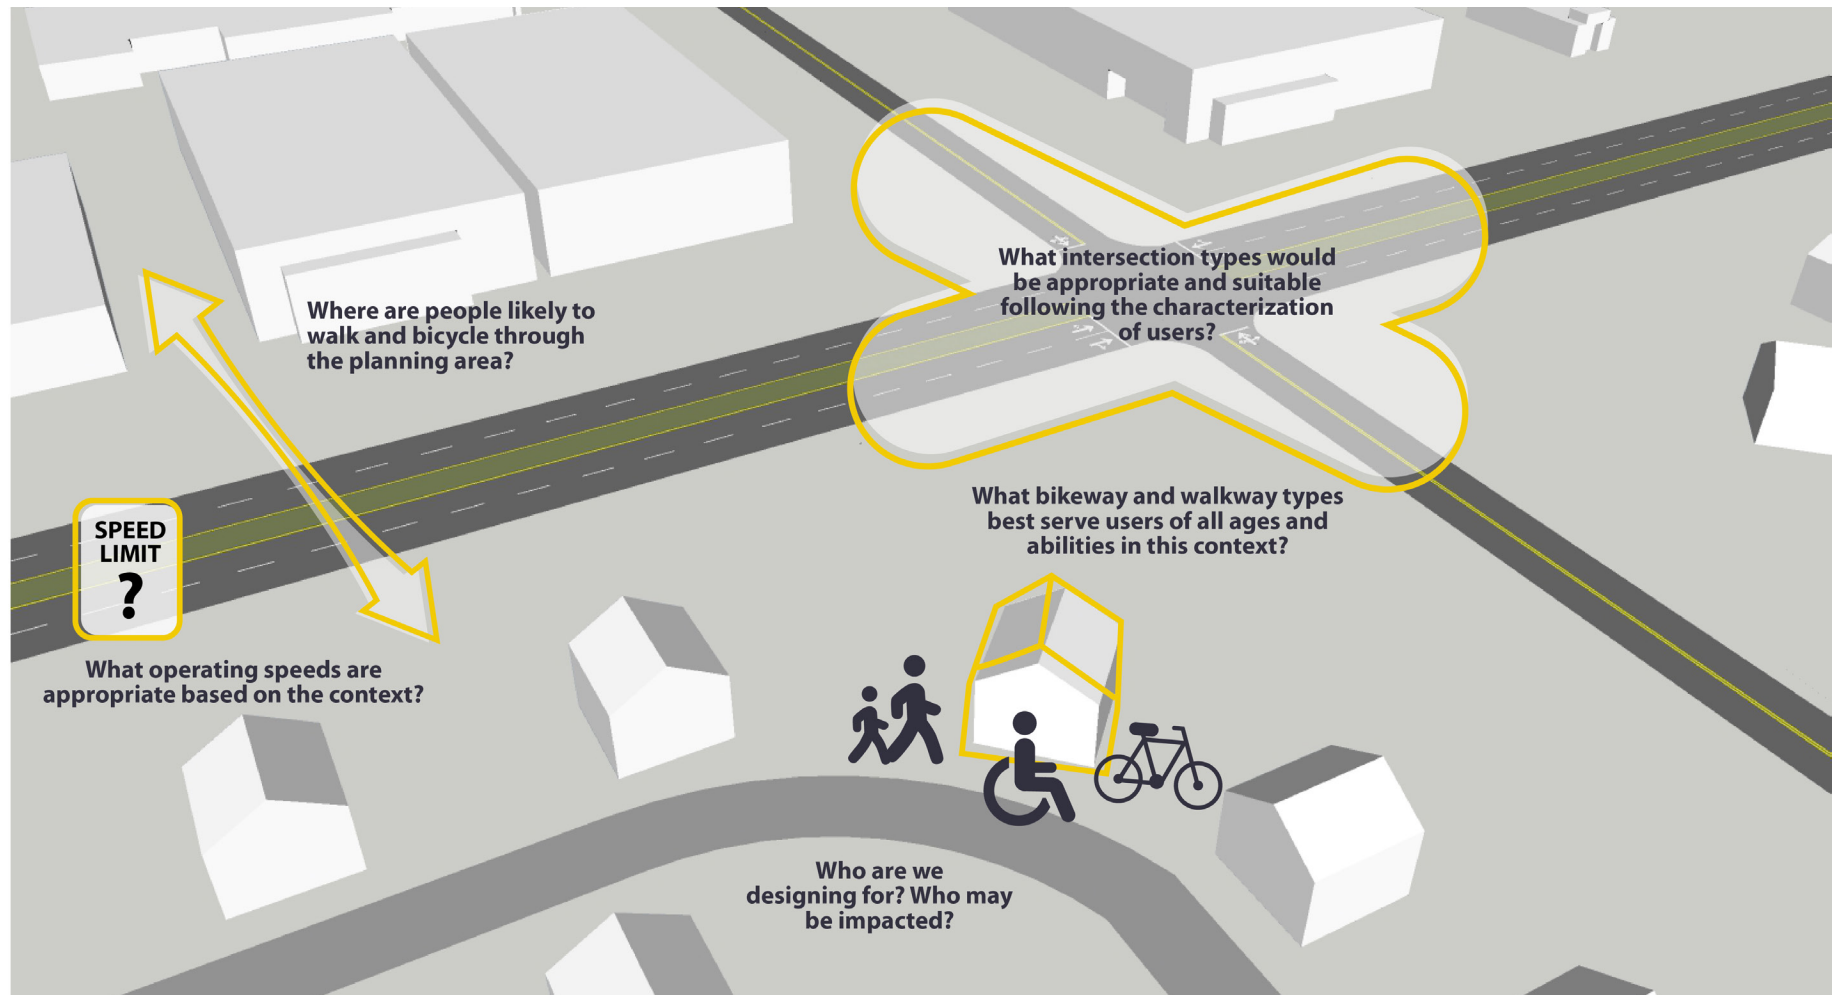 What intersection types would
be appropriate and suitable
following the characterization
of users?
Where are people likely to
walk and bicycle through
the planning area?
What bikeway and walkway types
best serve users of all ages and
abilities in this context?
SPEED
LIMIT
?
What operating speeds are
appropriate based on the context?
Who are we
designing for? Who may
be impacted?